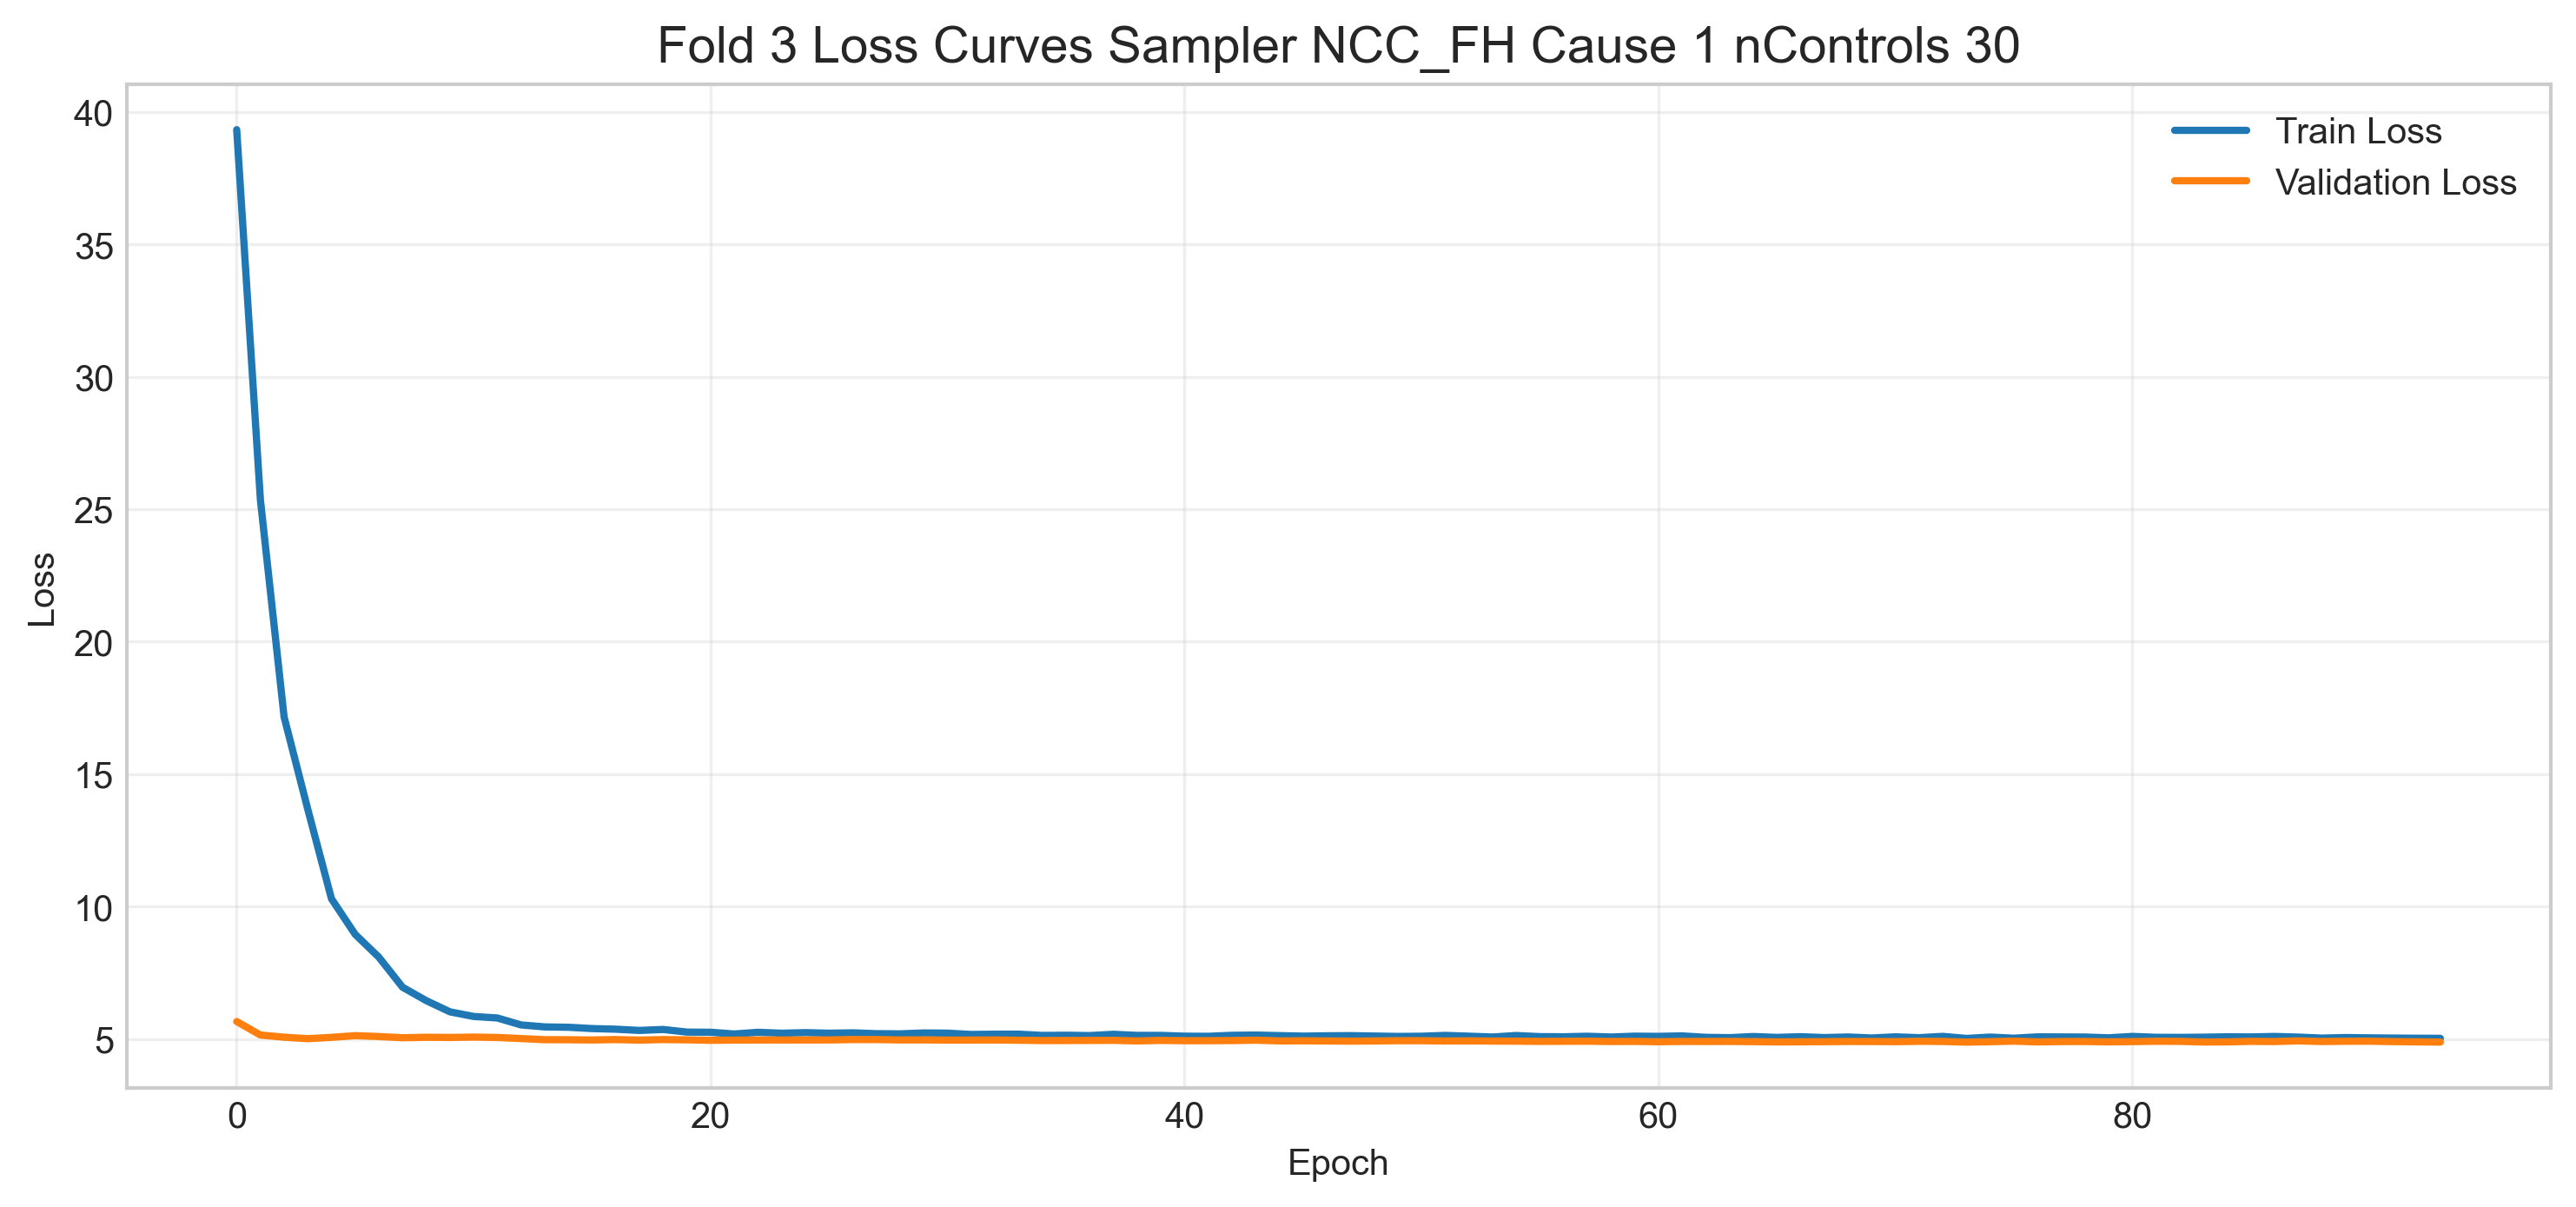 Fold 3 Loss Curves Sampler NCC_FH Cause 1 nControls 30
Train Loss
Validation Loss
Loss
40
35
30
25
20
15
10
5
0 20 40 60 80
Epoch